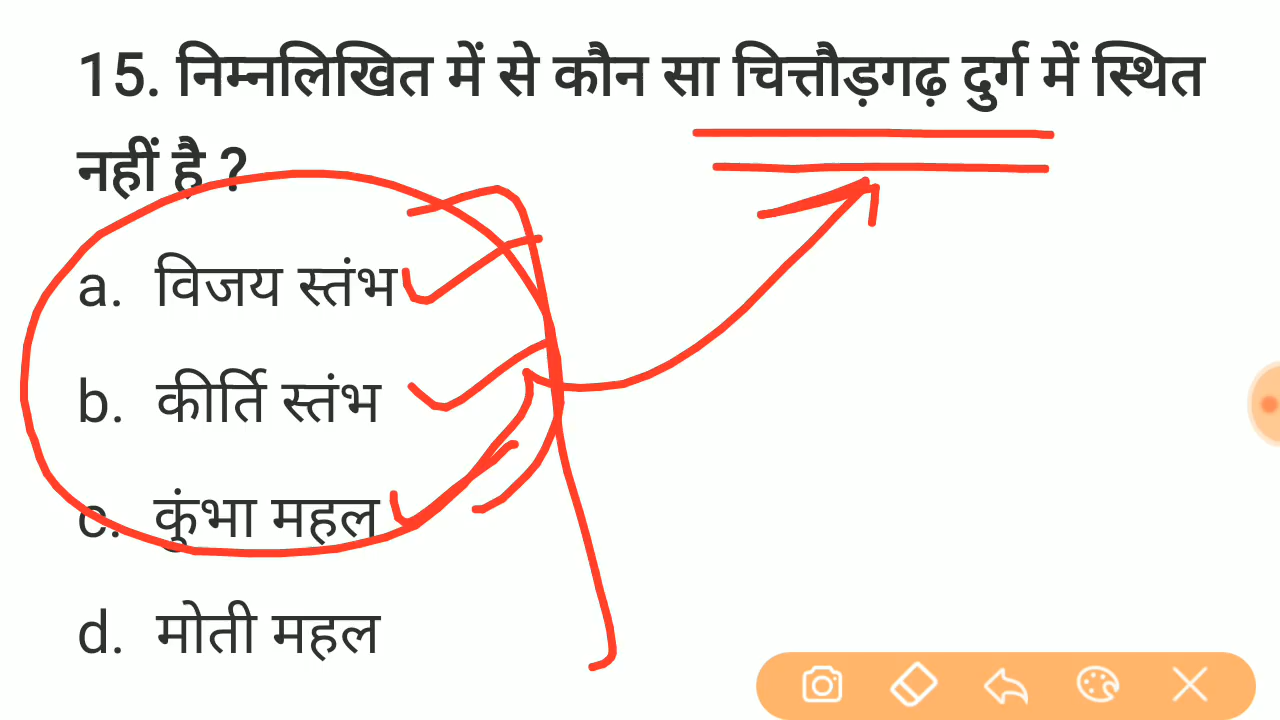 15. निम्नलिखित में से कौन सा चित्तौड़गढ़ दुर्ग में स्थित
नहीं है ?
a. विजय स्तंभ
b. कीर्ति स्तंभ
c. कुंभा महल
d. मोती महल